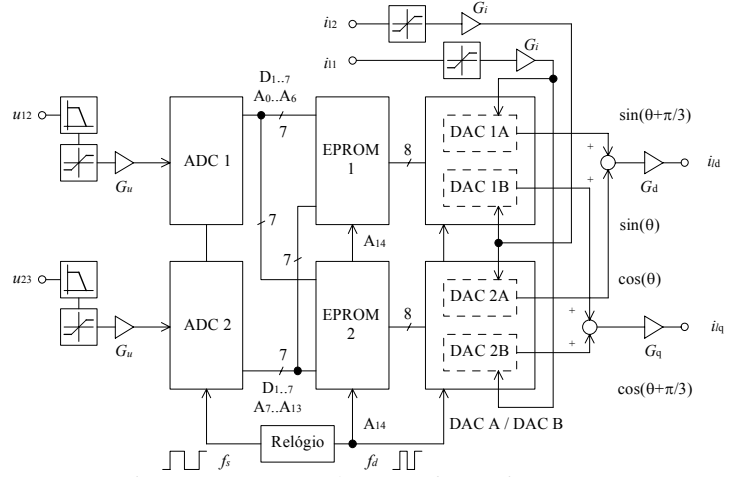 il2
Gi
il1
Gi
D1..7
A0..A6
7
u12
Gu
ADC 1
EPROM
1
8
DAC 1A
DAC 1B
sin(θ+π/3)
+
+
Gd
ild
sin(θ)
7
7
A14
u23
Gu
ADC 2
EPROM
2
8
DAC 2A
DAC 2B
cos(θ)
+
+
Gq
ilq
cos(θ+π/3)
7
D1..7
A7..A13
A14
DAC A / DAC B
fs
Relógio
fd